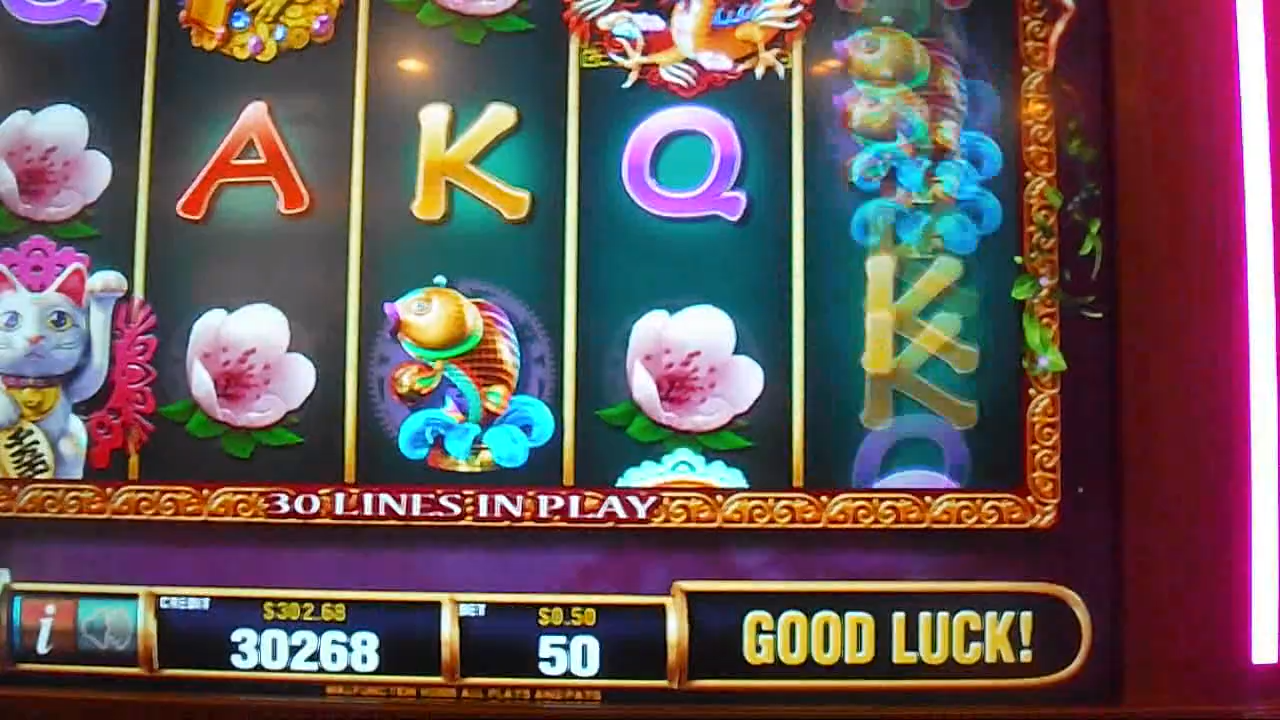 Q
A K Q K
K
Q
30 LINES IN PLAY
CREDIT $302.68 BET $0.50
i 30268 50 GOOD LUCK!